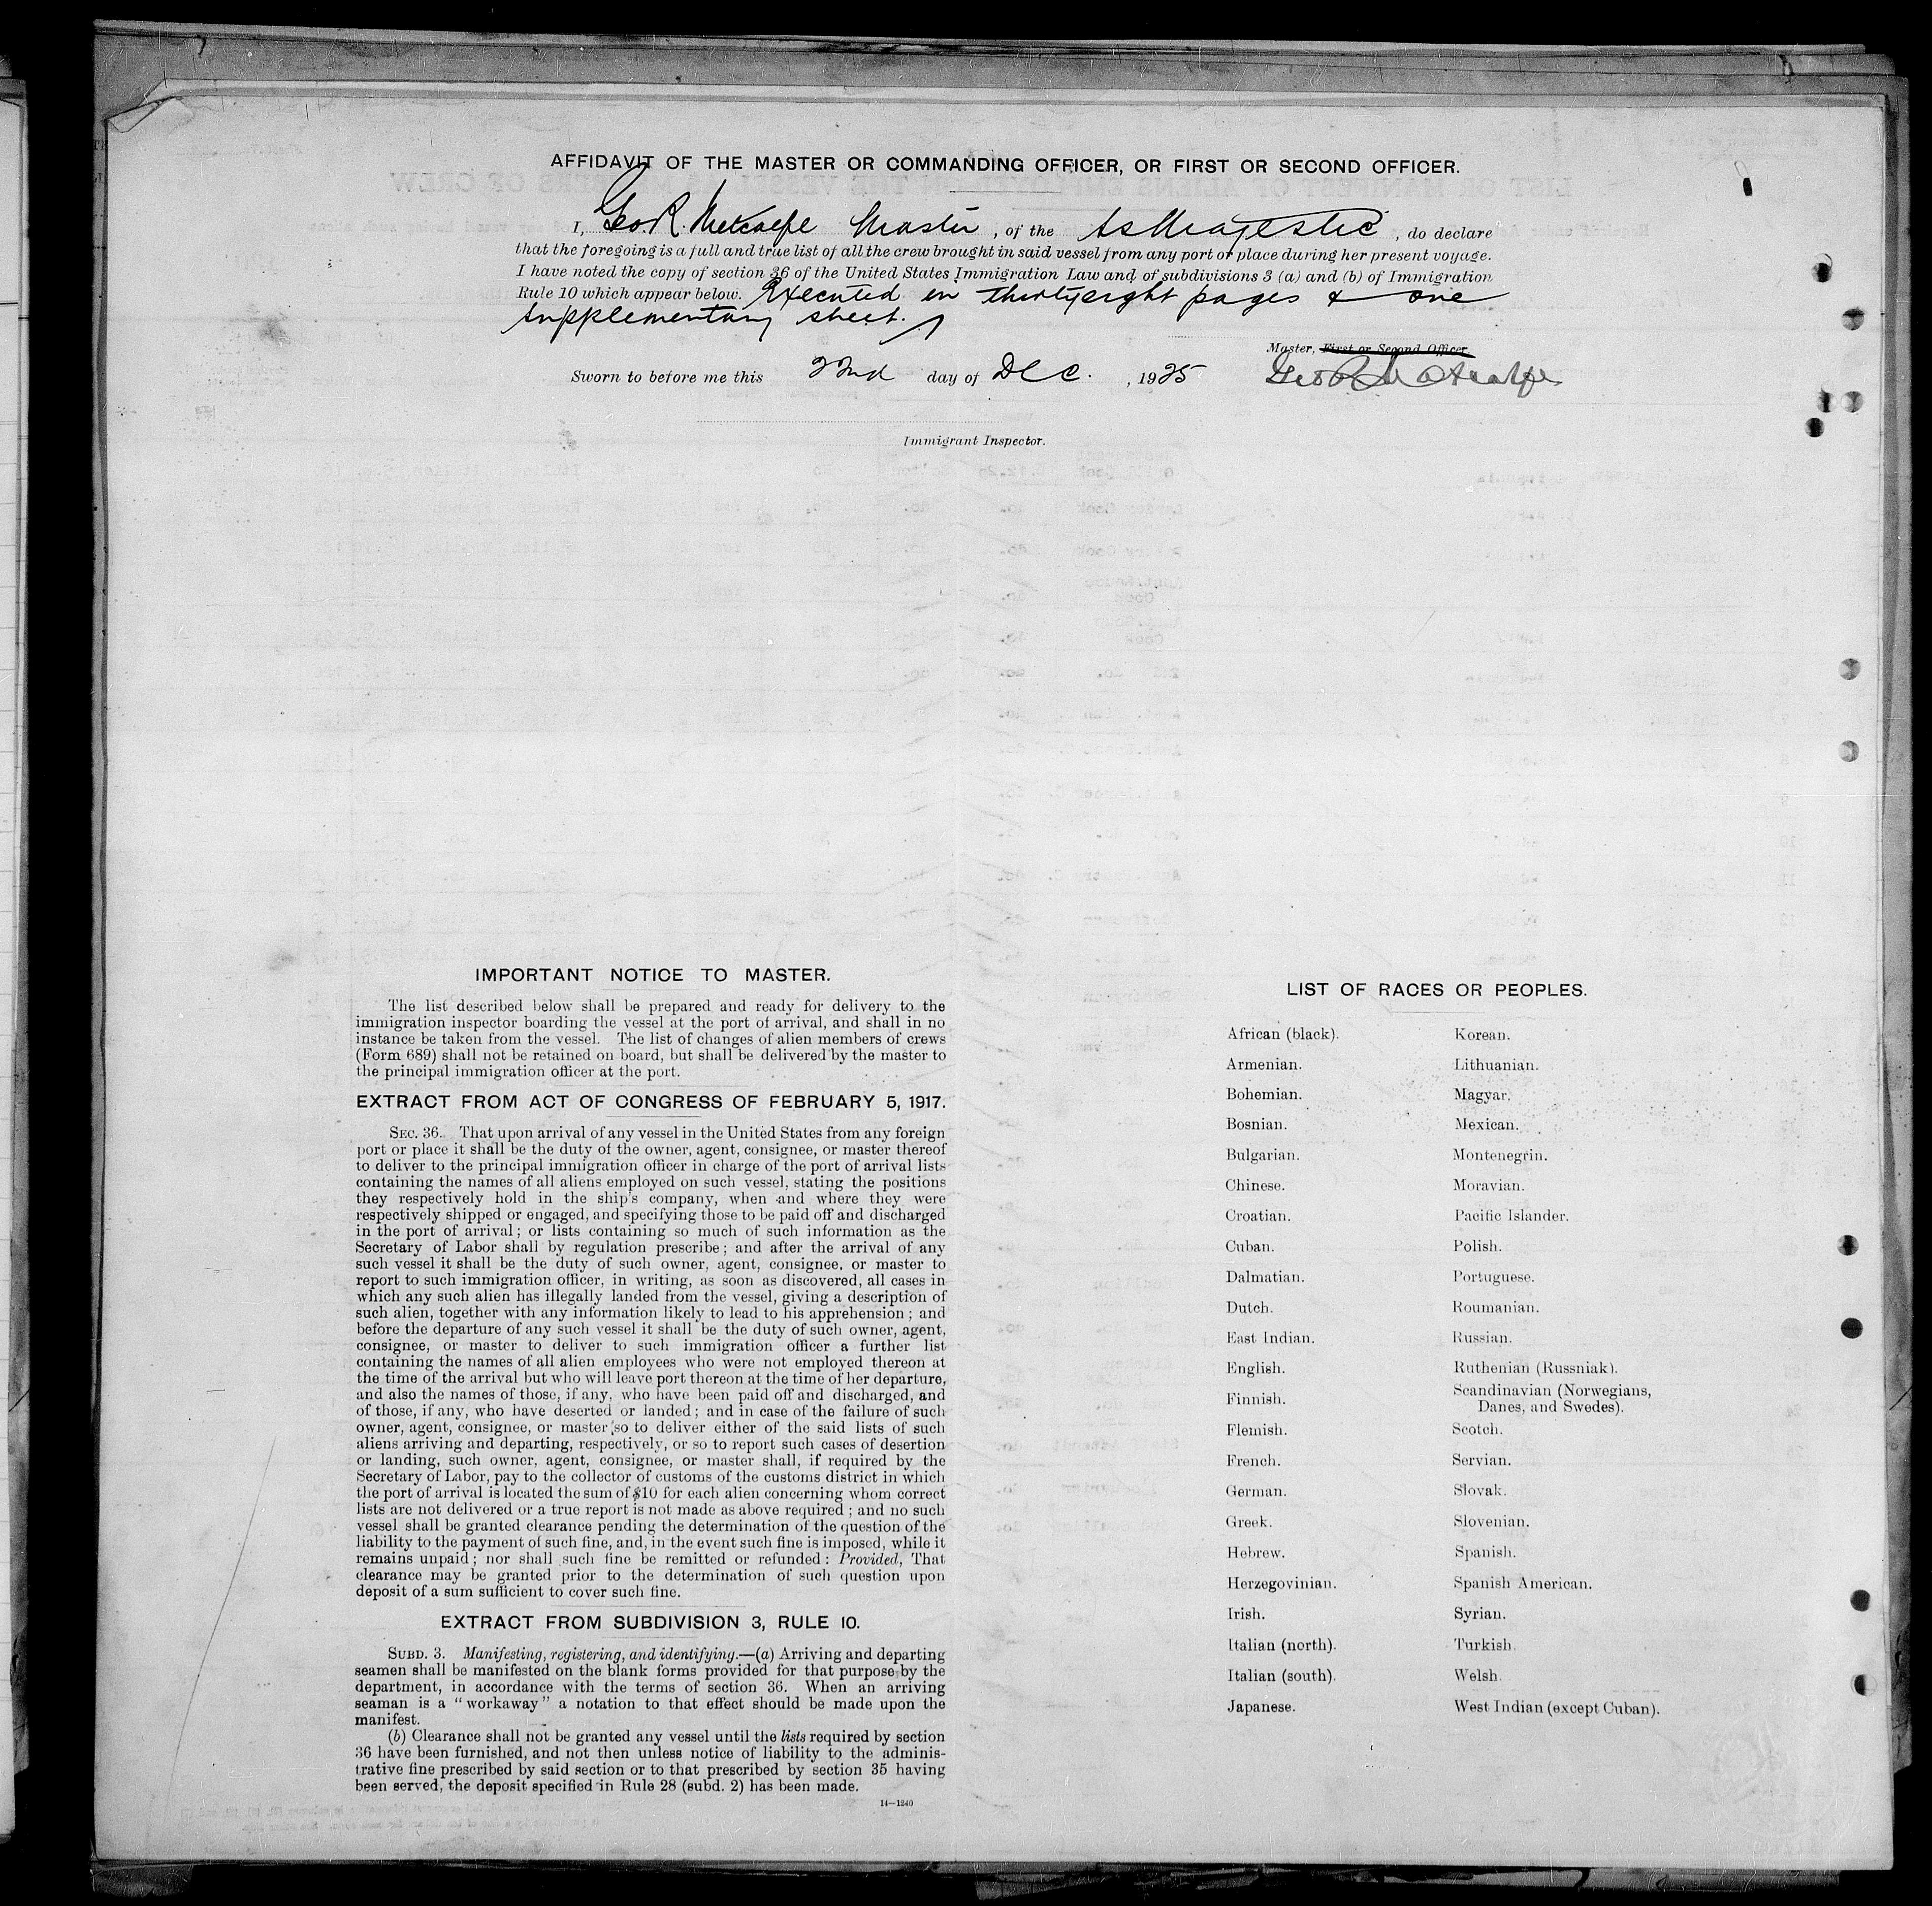 AFFIDAVIT OF THE MASTER OR COMMANDING OFFICER, OR FIRST OR SECOND OFFICER.
I, Geo. R. Metcalfe Master, of the SS Majestic, do declare
that the foregoing is a full and true list of all the crew brought in said vessel from any port or place during her present voyage.
I have noted the copy of section 36 of the United States Immigration Law and of subdivisions 3 (a) and (b) of Immigration
Rule 10 which appear below. Executed in thirtyeight pages & one
supplementary sheet.
Master, First or Second Officer.
Sworn to before me this 22nd day of Dec., 1925 Geo R Metcalfe
Immigrant Inspector.
IMPORTANT NOTICE TO MASTER.
The list described below shall be prepared and ready for delivery to the
immigration inspector boarding the vessel at the port of arrival, and shall in no
instance be taken from the vessel. The list of changes of alien members of crews
(Form 689) shall not be retained on board, but shall be delivered by the master to
the principal immigration officer at the port.
EXTRACT FROM ACT OF CONGRESS OF FEBRUARY 5, 1917.
SEC. 36. That upon arrival of any vessel in the United States from any foreign
port or place it shall be the duty of the owner, agent, consignee, or master thereof
to deliver to the principal immigration officer in charge of the port of arrival lists
containing the names of all aliens employed on such vessel, stating the positions
they respectively hold in the ship's company, when and where they were
respectively shipped or engaged, and specifying those to be paid off and discharged
in the port of arrival; or lists containing so much of such information as the
Secretary of Labor shall by regulation prescribe; and after the arrival of any
such vessel it shall be the duty of such owner, agent, consignee, or master to
report to such immigration officer, in writing, as soon as discovered, all cases in
which any such alien has illegally landed from the vessel, giving a description of
such alien, together with any information likely to lead to his apprehension; and
before the departure of any such vessel it shall be the duty of such owner, agent,
consignee, or master to deliver to such immigration officer a further list
containing the names of all alien employees who were not employed thereon at
the time of the arrival but who will leave port thereon at the time of her departure,
and also the names of those, if any, who have been paid off and discharged, and
of those, if any, who have deserted or landed; and in case of the failure of such
owner, agent, consignee, or master so to deliver either of the said lists of such
aliens arriving and departing, respectively, or so to report such cases of desertion
or landing, such owner, agent, consignee, or master shall, if required by the
Secretary of Labor, pay to the collector of customs of the customs district in which
the port of arrival is located the sum of $10 for each alien concerning whom correct
lists are not delivered or a true report is not made as above required; and no such
vessel shall be granted clearance pending the determination of the question of the
liability to the payment of such fine, and, in the event such fine is imposed, while it
remains unpaid; nor shall such fine be remitted or refunded: Provided, That
clearance may be granted prior to the determination of such question upon
deposit of a sum sufficient to cover such fine.
EXTRACT FROM SUBDIVISION 3, RULE 10.
SUBD. 3. Manifesting, registering, and identifying.—(a) Arriving and departing
seamen shall be manifested on the blank forms provided for that purpose by the
department, in accordance with the terms of section 36. When an arriving
seaman is a "workaway" a notation to that effect should be made upon the
manifest.
(b) Clearance shall not be granted any vessel until the lists required by section
36 have been furnished, and not then unless notice of liability to the adminis-
trative fine prescribed by said section or to that prescribed by section 35 having
been served, the deposit specified in Rule 28 (subd. 2) has been made.
14—1240
LIST OF RACES OR PEOPLES.
African (black).
Armenian.
Bohemian.
Bosnian.
Bulgarian.
Chinese.
Croatian.
Cuban.
Dalmatian.
Dutch.
East Indian.
English.
Finnish.
Flemish.
French.
German.
Greek.
Hebrew.
Herzegovinian.
Irish.
Italian (north).
Italian (south).
Japanese.
Korean.
Lithuanian.
Magyar.
Mexican.
Montenegrin.
Moravian.
Pacific Islander.
Polish.
Portuguese.
Roumanian.
Russian.
Ruthenian (Russniak).
Scandinavian (Norwegians,
Danes, and Swedes).
Scotch.
Servian.
Slovak.
Slovenian.
Spanish.
Spanish American.
Syrian.
Turkish.
Welsh.
West Indian (except Cuban).